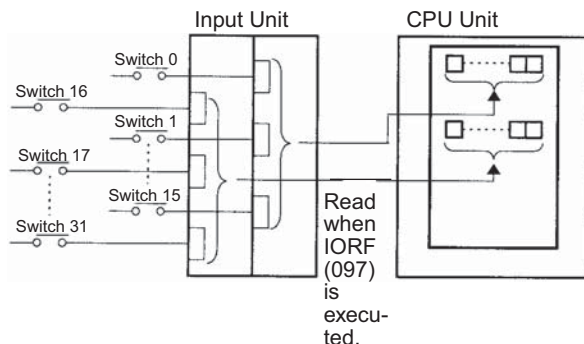 Input Unit
CPU Unit
Switch 0
Switch 16
Switch 1
Switch 17
Switch 15
Switch 31
Read
when
IORF
(097)
is
execu-
ted.